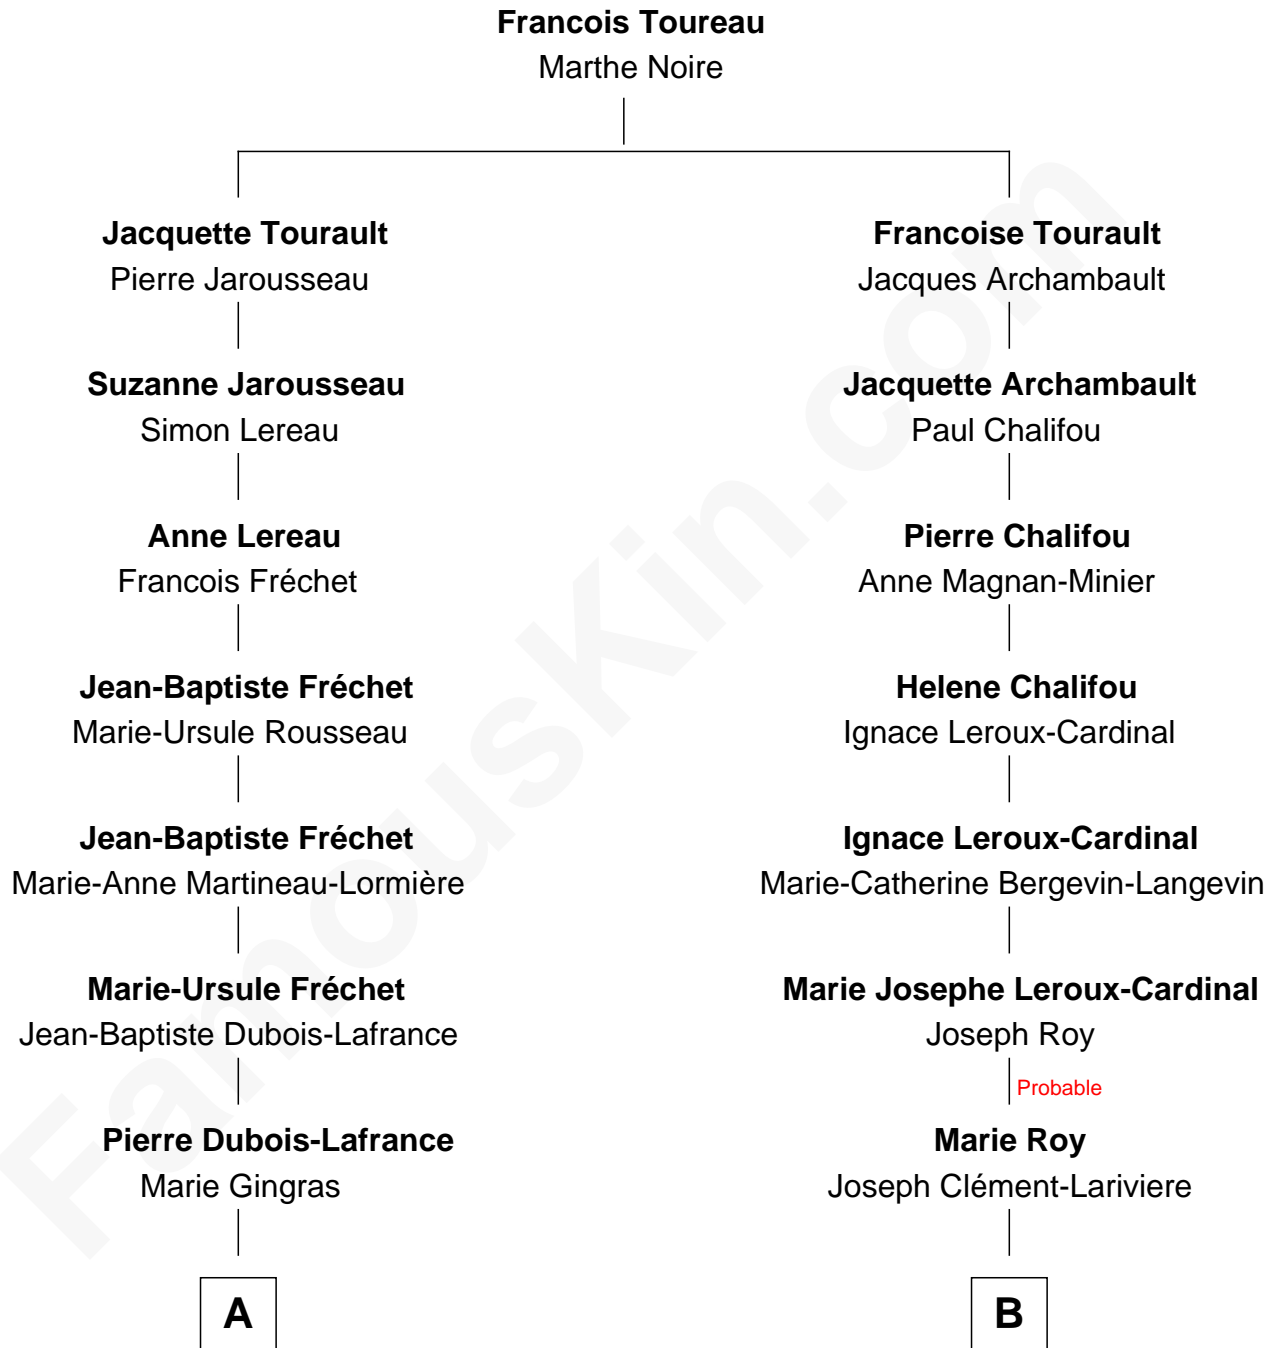 Francois Toureau
Marthe Noire
Jacquette Tourault
Pierre Jarousseau
Suzanne Jarousseau
Simon Lereau
Anne Lereau
Francois Fréchet
Jean-Baptiste Fréchet
Marie-Ursule Rousseau
Jean-Baptiste Fréchet
Marie-Anne Martineau-Lormière
Marie-Ursule Fréchet
Jean-Baptiste Dubois-Lafrance
Pierre Dubois-Lafrance
Marie Gingras
A
Francoise Tourault
Jacques Archambault
Jacquette Archambault
Paul Chalifou
Pierre Chalifou
Anne Magnan-Minier
Helene Chalifou
Ignace Leroux-Cardinal
Ignace Leroux-Cardinal
Marie-Catherine Bergevin-Langevin
Marie Josephe Leroux-Cardinal
Joseph Roy
Probable
Marie Roy
Joseph Clément-Lariviere
B
FamousKin.com